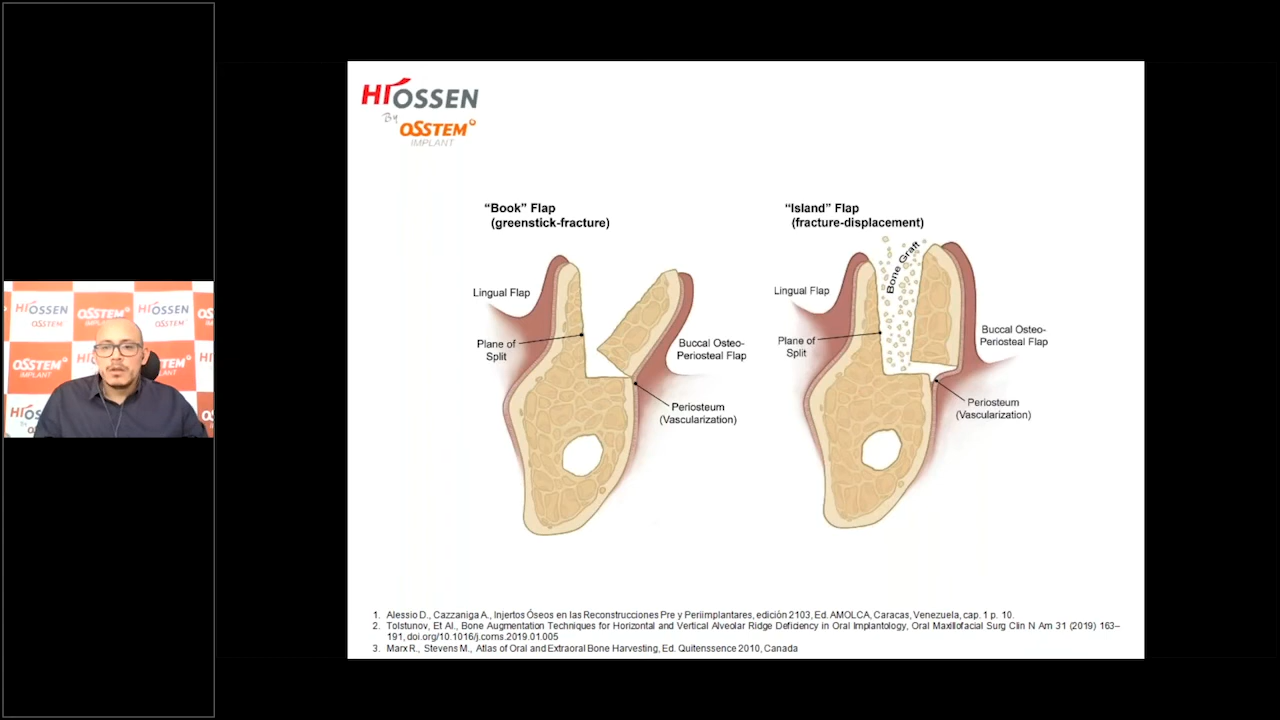 HIOSSEN
By OSSTEM
IMPLANT
“Book” Flap
(greenstick-fracture)
“Island” Flap
(fracture-displacement)
Lingual Flap
Plane of
Split
Buccal Osteo-
Periosteal Flap
Periosteum
(Vascularization)
Bone Graft
Lingual Flap
Plane of
Split
Buccal Osteo-
Periosteal Flap
Periosteum
(Vascularization)
HIOSSEN
OSSTEM
OSSTEM
IMPLANT
HIOSSEN
OSSTEM
OSSTEM
IMPLANT
1. Alessio D., Cazzaniga A., Injertos Óseos en las Reconstrucciones Pre y Periimplantares, edición 2103, Ed. AMOLCA, Caracas, Venezuela, cap. 1 p. 10.
2. Tolstunov, Et Al., Bone Augmentation Techniques for Horizontal and Vertical Alveolar Ridge Deficiency in Oral Implantology, Oral Maxillofacial Surg Clin N Am 31 (2019) 163–
191, doi.org/10.1016/j.coms.2019.01.005
3. Marx R., Stevens M., Atlas of Oral and Extraoral Bone Harvesting, Ed. Quitenssence 2010, Canada